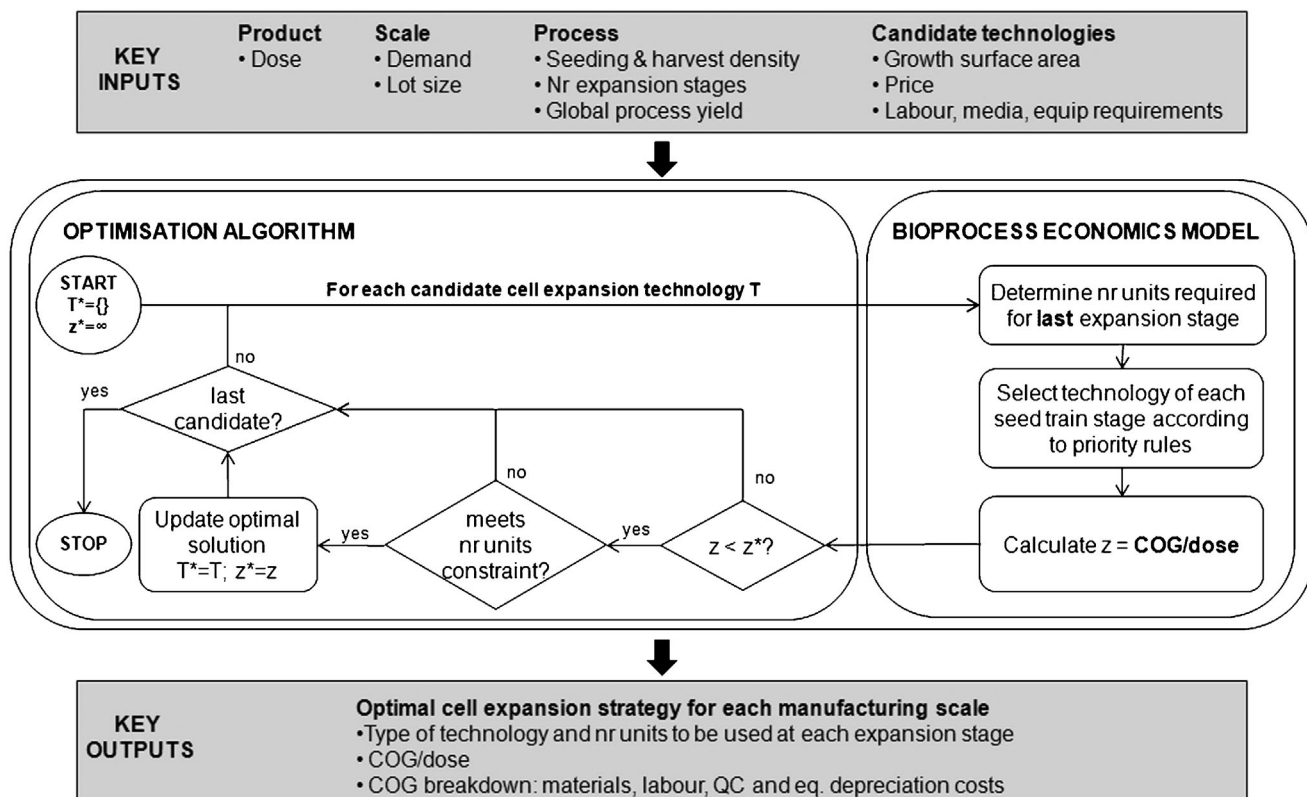 KEY
INPUTS
Product
• Dose
Scale
• Demand
• Lot size
Process
• Seeding & harvest density
• Nr expansion stages
• Global process yield
Candidate technologies
• Growth surface area
• Price
• Labour, media, equip requirements
OPTIMISATION ALGORITHM
START
T*={}
z*=∞
For each candidate cell expansion technology T
no
yes
last
candidate?
STOP
Update optimal
solution
T*=T; z*=z
yes
no
meets
nr units
constraint?
yes
no
z < z*?
BIOPROCESS ECONOMICS MODEL
Determine nr units required
for last expansion stage
Select technology of each
seed train stage according
to priority rules
Calculate z = COG/dose
KEY
OUTPUTS
Optimal cell expansion strategy for each manufacturing scale
•Type of technology and nr units to be used at each expansion stage
•COG/dose
•COG breakdown: materials, labour, QC and eq. depreciation costs